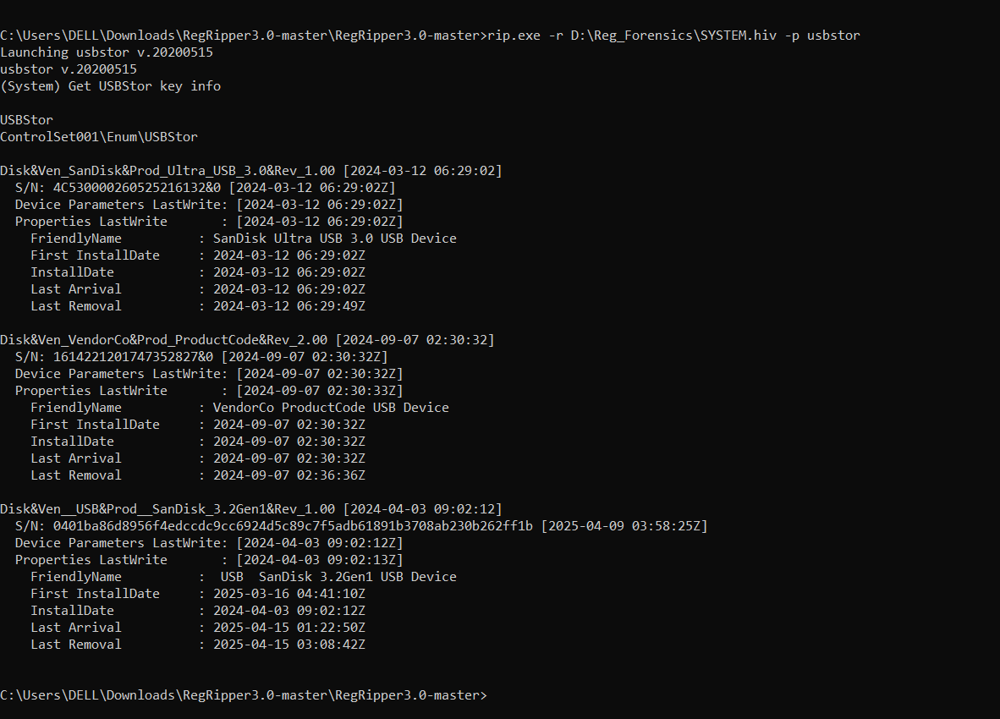 C:\Users\DELL\Downloads\RegRipper3.0-master\RegRipper3.0-master>rip.exe -r D:\Reg_Forensics\SYSTEM.hiv -p usbstor
Launching usbstor v.20200515
usbstor v.20200515
(System) Get USBStor key info

USBStor
ControlSet001\Enum\USBStor

Disk&Ven_SanDisk&Prod_Ultra_USB_3.0&Rev_1.00 [2024-03-12 06:29:02]
  S/N: 4C530000260525216132&0 [2024-03-12 06:29:02Z]
  Device Parameters LastWrite: [2024-03-12 06:29:02Z]
  Properties LastWrite       : [2024-03-12 06:29:02Z]
    FriendlyName          : SanDisk Ultra USB 3.0 USB Device
    First InstallDate     : 2024-03-12 06:29:02Z
    InstallDate           : 2024-03-12 06:29:02Z
    Last Arrival          : 2024-03-12 06:29:02Z
    Last Removal          : 2024-03-12 06:29:49Z

Disk&Ven_VendorCo&Prod_ProductCode&Rev_2.00 [2024-09-07 02:30:32]
  S/N: 1614221201747352827&0 [2024-09-07 02:30:32Z]
  Device Parameters LastWrite: [2024-09-07 02:30:32Z]
  Properties LastWrite       : [2024-09-07 02:30:33Z]
    FriendlyName          : VendorCo ProductCode USB Device
    First InstallDate     : 2024-09-07 02:30:32Z
    InstallDate           : 2024-09-07 02:30:32Z
    Last Arrival          : 2024-09-07 02:30:32Z
    Last Removal          : 2024-09-07 02:36:36Z

Disk&Ven__USB&Prod__SanDisk_3.2Gen1&Rev_1.00 [2024-04-03 09:02:12]
  S/N: 0401ba86d8956f4edccdc9cc6924d5c89c7f5adb61891b3708ab230b262ff1b [2025-04-09 03:58:25Z]
  Device Parameters LastWrite: [2024-04-03 09:02:12Z]
  Properties LastWrite       : [2024-04-03 09:02:13Z]
    FriendlyName          :  USB  SanDisk 3.2Gen1 USB Device
    First InstallDate     : 2025-03-16 04:41:10Z
    InstallDate           : 2024-04-03 09:02:12Z
    Last Arrival          : 2025-04-15 01:22:50Z
    Last Removal          : 2025-04-15 03:08:42Z

C:\Users\DELL\Downloads\RegRipper3.0-master\RegRipper3.0-master>